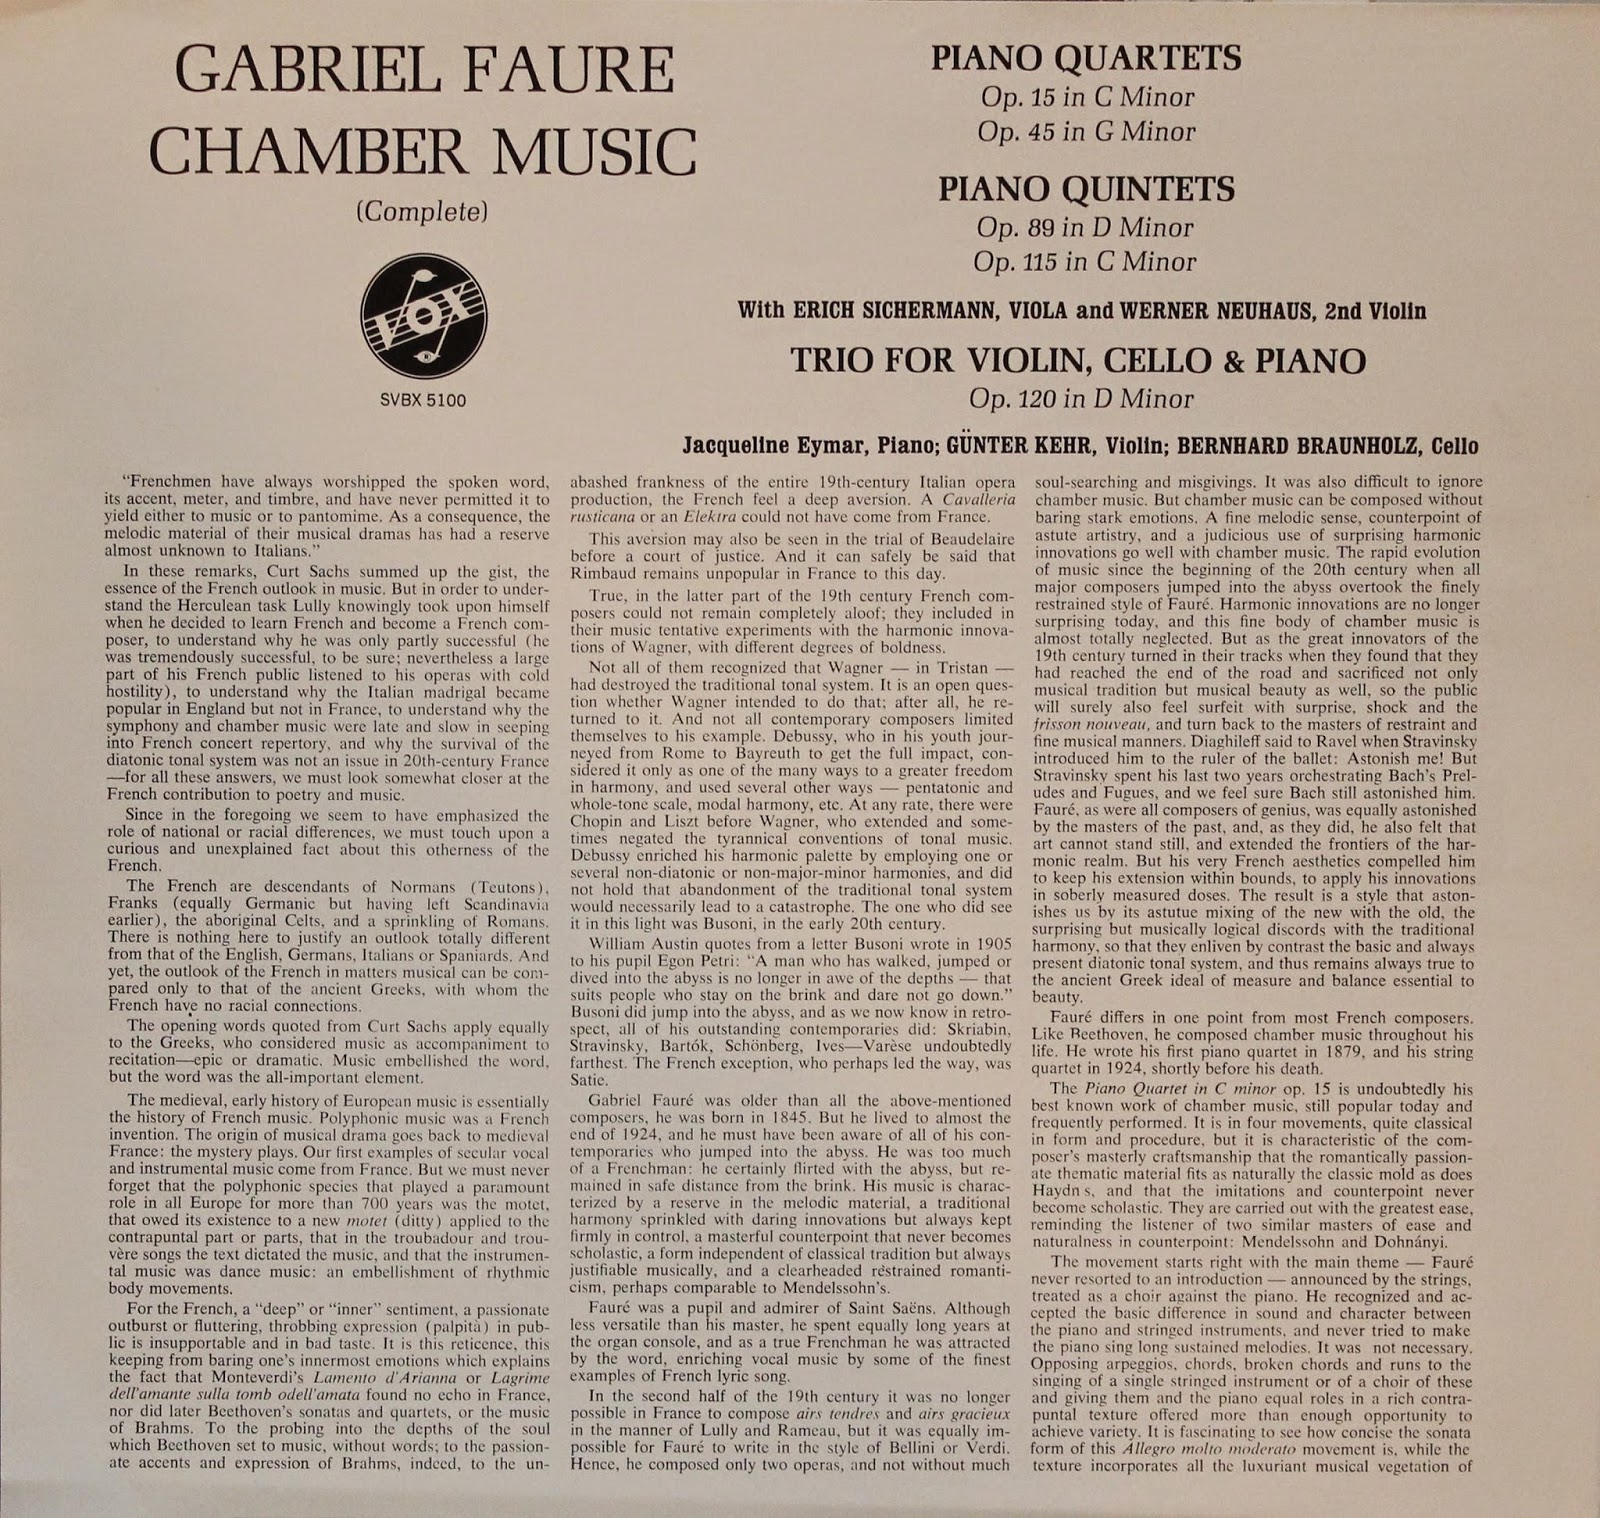 GABRIEL FAURE
CHAMBER MUSIC
(Complete)
VOX
®
SVBX 5100
PIANO QUARTETS
Op. 15 in C Minor
Op. 45 in G Minor
PIANO QUINTETS
Op. 89 in D Minor
Op. 115 in C Minor
With ERICH SICHERMANN, VIOLA and WERNER NEUHAUS, 2nd Violin
TRIO FOR VIOLIN, CELLO & PIANO
Op. 120 in D Minor
Jacqueline Eymar, Piano; GÜNTER KEHR, Violin; BERNHARD BRAUNHOLZ, Cello
“Frenchmen have always worshipped the spoken word,
its accent, meter, and timbre, and have never permitted it to
yield either to music or to pantomime. As a consequence, the
melodic material of their musical dramas has had a reserve
almost unknown to Italians.”
In these remarks, Curt Sachs summed up the gist, the
essence of the French outlook in music. But in order to under-
stand the Herculean task Lully knowingly took upon himself
when he decided to learn French and become a French com-
poser, to understand why he was only partly successful (he
was tremendously successful, to be sure; nevertheless a large
part of his French public listened to his operas with cold
hostility), to understand why the Italian madrigal became
popular in England but not in France, to understand why the
symphony and chamber music were late and slow in seeping
into French concert repertory, and why the survival of the
diatonic tonal system was not an issue in 20th-century France
—for all these answers, we must look somewhat closer at the
French contribution to poetry and music.
Since in the foregoing we seem to have emphasized the
role of national or racial differences, we must touch upon a
curious and unexplained fact about this otherness of the
French.
The French are descendants of Normans (Teutons),
Franks (equally Germanic but having left Scandinavia
earlier), the aboriginal Celts, and a sprinkling of Romans.
There is nothing here to justify an outlook totally different
from that of the English, Germans, Italians or Spaniards. And
yet, the outlook of the French in matters musical can be com-
pared only to that of the ancient Greeks, with whom the
French have no racial connections.
The opening words quoted from Curt Sachs apply equally
to the Greeks, who considered music as accompaniment to
recitation—epic or dramatic. Music embellished the word,
but the word was the all-important element.
The medieval, early history of European music is essentially
the history of French music. Polyphonic music was a French
invention. The origin of musical drama goes back to medieval
France: the mystery plays. Our first examples of secular vocal
and instrumental music come from France. But we must never
forget that the polyphonic species that played a paramount
role in all Europe for more than 700 years was the motet,
that owed its existence to a new motet (ditty) applied to the
contrapuntal part or parts, that in the troubadour and trou-
vère songs the text dictated the music, and that the instrumen-
tal music was dance music: an embellishment of rhythmic
body movements.
For the French, a “deep” or “inner” sentiment, a passionate
outburst or fluttering, throbbing expression (palpità) in pub-
lic is insupportable and in bad taste. It is this reticence, this
keeping from baring one’s innermost emotions which explains
the fact that Monteverdi’s Lamento d’Arianna or Lagrime
dell’amante sulla tomb odell’amata found no echo in France,
nor did later Beethoven’s sonatas and quartets, or the music
of Brahms. To the probing into the depths of the soul
which Beethoven set to music, without words; to the passion-
ate accents and expression of Brahms, indeed, to the un-
abashed frankness of the entire 19th-century Italian opera
production, the French feel a deep aversion. A Cavalleria
rusticana or an Elektra could not have come from France.
This aversion may also be seen in the trial of Beaudelaire
before a court of justice. And it can safely be said that
Rimbaud remains unpopular in France to this day.
True, in the latter part of the 19th century French com-
posers could not remain completely aloof; they included in
their music tentative experiments with the harmonic innova-
tions of Wagner, with different degrees of boldness.
Not all of them recognized that Wagner — in Tristan —
had destroyed the traditional tonal system. It is an open ques-
tion whether Wagner intended to do that; after all, he re-
turned to it. And not all contemporary composers limited
themselves to his example. Debussy, who in his youth jour-
neyed from Rome to Bayreuth to get the full impact, con-
sidered it only as one of the many ways to a greater freedom
in harmony, and used several other ways — pentatonic and
whole-tone scale, modal harmony, etc. At any rate, there were
Chopin and Liszt before Wagner, who extended and some-
times negated the tyrannical conventions of tonal music.
Debussy enriched his harmonic palette by employing one or
several non-diatonic or non-major-minor harmonies, and did
not hold that abandonment of the traditional tonal system
would necessarily lead to a catastrophe. The one who did see
it in this light was Busoni, in the early 20th century.
William Austin quotes from a letter Busoni wrote in 1905
to his pupil Egon Petri: “A man who has walked, jumped or
dived into the abyss is no longer in awe of the depths — that
suits people who stay on the brink and dare not go down.”
Busoni did jump into the abyss, and as we now know in retro-
spect, all of his outstanding contemporaries did: Skriabin,
Stravinsky, Bartók, Schönberg, Ives—Varèse undoubtedly
farthest. The French exception, who perhaps led the way, was
Satie.
Gabriel Fauré was older than all the above-mentioned
composers, he was born in 1845. But he lived to almost the
end of 1924, and he must have been aware of all of his con-
temporaries who jumped into the abyss. He was too much
of a Frenchman: he certainly flirted with the abyss, but re-
mained in safe distance from the brink. His music is charac-
terized by a reserve in the melodic material, a traditional
harmony sprinkled with daring innovations but always kept
firmly in control, a masterful counterpoint that never becomes
scholastic, a form independent of classical tradition but always
justifiable musically, and a clearheaded restrained romanti-
cism, perhaps comparable to Mendelssohn’s.
Fauré was a pupil and admirer of Saint Saëns. Although
less versatile than his master, he spent equally long years at
the organ console, and as a true Frenchman he was attracted
by the word, enriching vocal music by some of the finest
examples of French lyric song.
In the second half of the 19th century it was no longer
possible in France to compose airs tendres and airs gracieux
in the manner of Lully and Rameau, but it was equally im-
possible for Fauré to write in the style of Bellini or Verdi.
Hence, he composed only two operas, and not without much
soul-searching and misgivings. It was also difficult to ignore
chamber music. But chamber music can be composed without
baring stark emotions. A fine melodic sense, counterpoint of
astute artistry, and a judicious use of surprising harmonic
innovations go well with chamber music. The rapid evolution
of music since the beginning of the 20th century when all
major composers jumped into the abyss overtook the finely
restrained style of Fauré. Harmonic innovations are no longer
surprising today, and this fine body of chamber music is
almost totally neglected. But as the great innovators of the
19th century turned in their tracks when they found that they
had reached the end of the road and sacrificed not only
musical tradition but musical beauty as well, so the public
will surely also feel surfeit with surprise, shock and the
frisson nouveau, and turn back to the masters of restraint and
fine musical manners. Diaghileff said to Ravel when Stravinsky
introduced him to the ruler of the ballet: Astonish me! But
Stravinsky spent his last two years orchestrating Bach’s Prel-
udes and Fugues, and we feel sure Bach still astonished him.
Fauré, as were all composers of genius, was equally astonished
by the masters of the past, and, as they did, he also felt that
art cannot stand still, and extended the frontiers of the har-
monic realm. But his very French aesthetics compelled him
to keep his extension within bounds, to apply his innovations
in soberly measured doses. The result is a style that aston-
ishes us by its astutue mixing of the new with the old, the
surprising but musically logical discords with the traditional
harmony, so that they enliven by contrast the basic and always
present diatonic tonal system, and thus remains always true to
the ancient Greek ideal of measure and balance essential to
beauty.
Fauré differs in one point from most French composers.
Like Beethoven, he composed chamber music throughout his
life. He wrote his first piano quartet in 1879, and his string
quartet in 1924, shortly before his death.
The Piano Quartet in C minor op. 15 is undoubtedly his
best known work of chamber music, still popular today and
frequently performed. It is in four movements, quite classical
in form and procedure, but it is characteristic of the com-
poser’s masterly craftsmanship that the romantically passion-
ate thematic material fits as naturally the classic mold as does
Haydn s, and that the imitations and counterpoint never
become scholastic. They are carried out with the greatest ease,
reminding the listener of two similar masters of ease and
naturalness in counterpoint: Mendelssohn and Dohnányi.
The movement starts right with the main theme — Fauré
never resorted to an introduction — announced by the strings,
treated as a choir against the piano. He recognized and ac-
cepted the basic difference in sound and character between
the piano and stringed instruments, and never tried to make
the piano sing long sustained melodies. It was not necessary.
Opposing arpeggios, chords, broken chords and runs to the
singing of a single stringed instrument or of a choir of these
and giving them and the piano equal roles in a rich contra-
puntal texture offered more than enough opportunity to
achieve variety. It is fascinating to see how concise the sonata
form of this Allegro molto moderato movement is, while the
texture incorporates all the luxuriant musical vegetation of